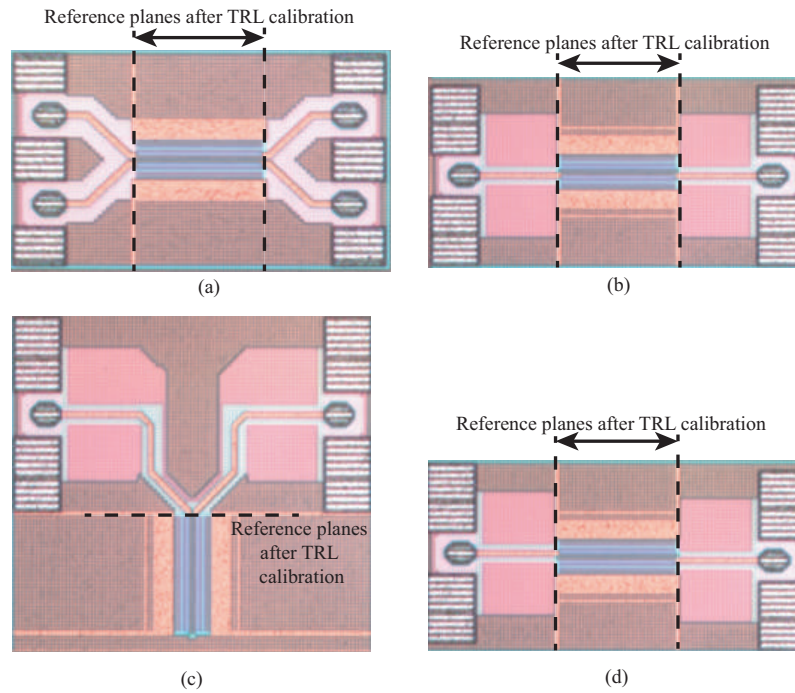 Reference planes after TRL calibration
(a)
Reference planes after TRL calibration
(b)
Reference planes
after TRL
calibration
(c)
Reference planes after TRL calibration
(d)